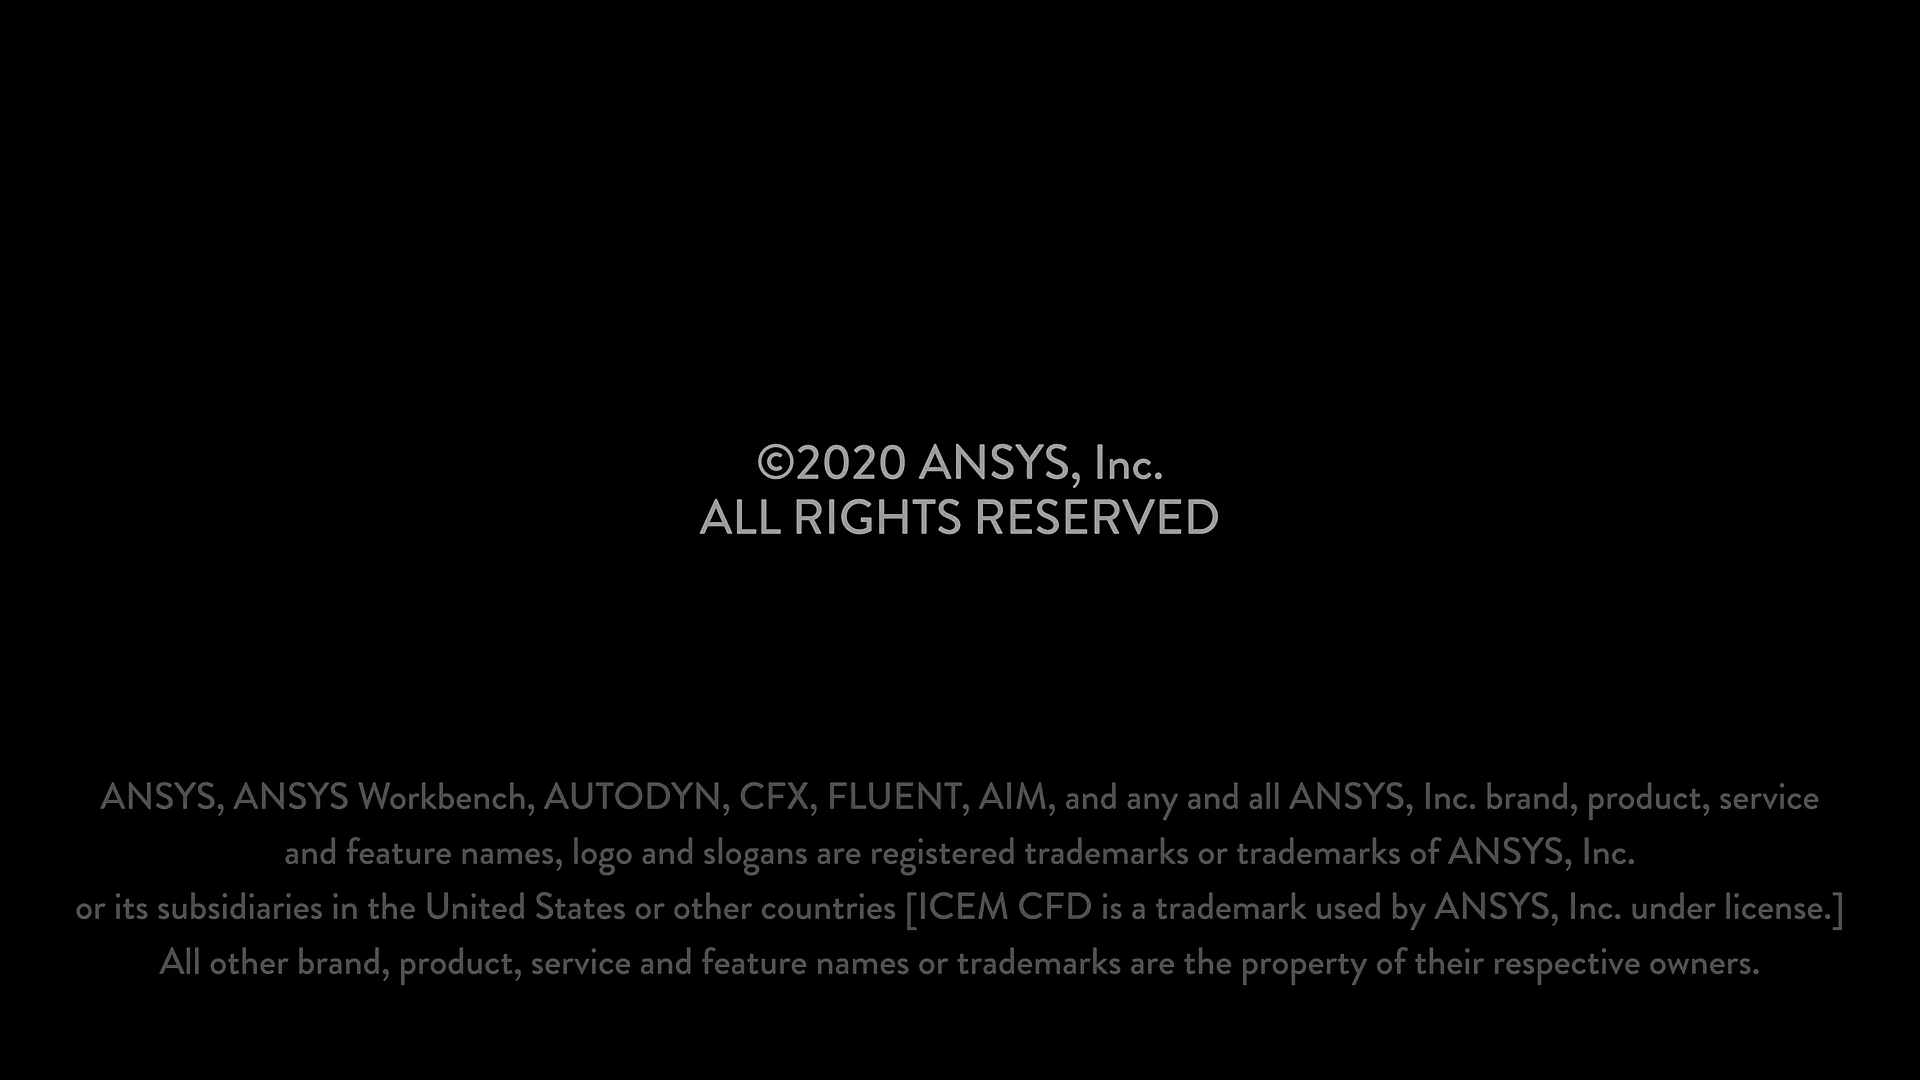 ©2020 ANSYS, Inc.
ALL RIGHTS RESERVED
ANSYS, ANSYS Workbench, AUTODYN, CFX, FLUENT, AIM, and any and all ANSYS, Inc. brand, product, service
and feature names, logo and slogans are registered trademarks or trademarks of ANSYS, Inc.
or its subsidiaries in the United States or other countries [ICEM CFD is a trademark used by ANSYS, Inc. under license.]
All other brand, product, service and feature names or trademarks are the property of their respective owners.